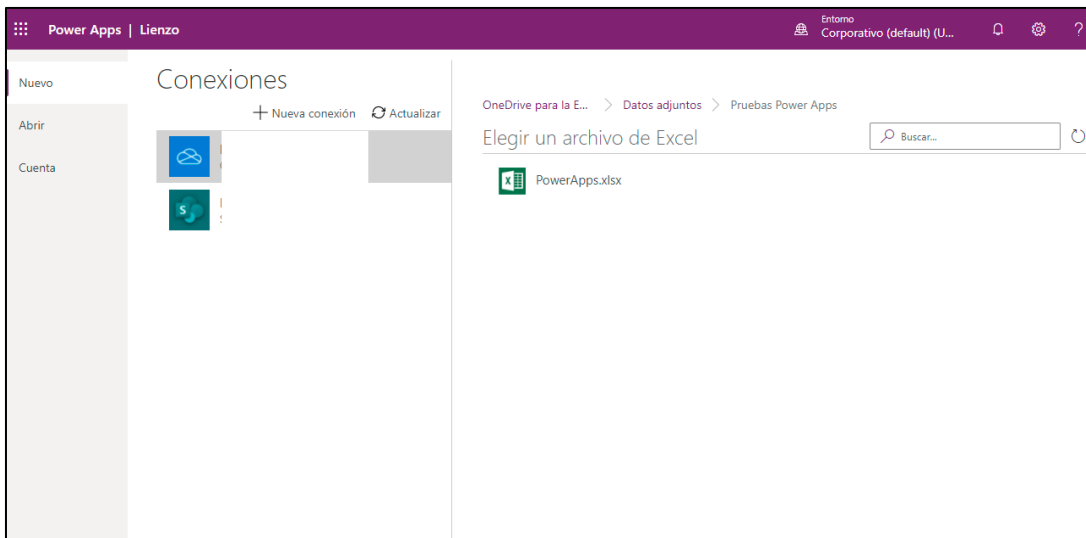 Power Apps | Lienzo
Entorno
Corporativo (default) (U...
?
Nuevo
Abrir
Cuenta
Conexiones
Nueva conexión
Actualizar
OneDrive para la E... > Datos adjuntos > Pruebas Power Apps
Elegir un archivo de Excel
Buscar...
PowerApps.xlsx